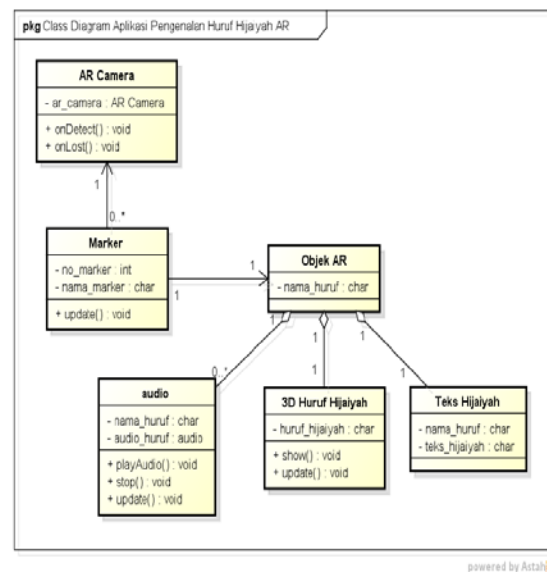 pkg Class Diagram Aplikasi Pengenalan Huruf Hijaiyah AR
AR Camera
- ar_camera : AR Camera
+ onDetect() : void
+ onLost() : void
1
0..*
Marker
- no_marker : int
- nama_marker : char
+ update() : void
1
1
Objek AR
- nama_huruf : char
1
1
1
0..*
1
1
audio
- nama_huruf : char
- audio_huruf : audio
+ playAudio() : void
+ stop() : void
+ update() : void
3D Huruf Hijaiyah
- huruf_hijaiyah : char
+ show() : void
+ update() : void
Teks Hijaiyah
- nama_huruf : char
- teks_hijaiyah : char
powered by Astah